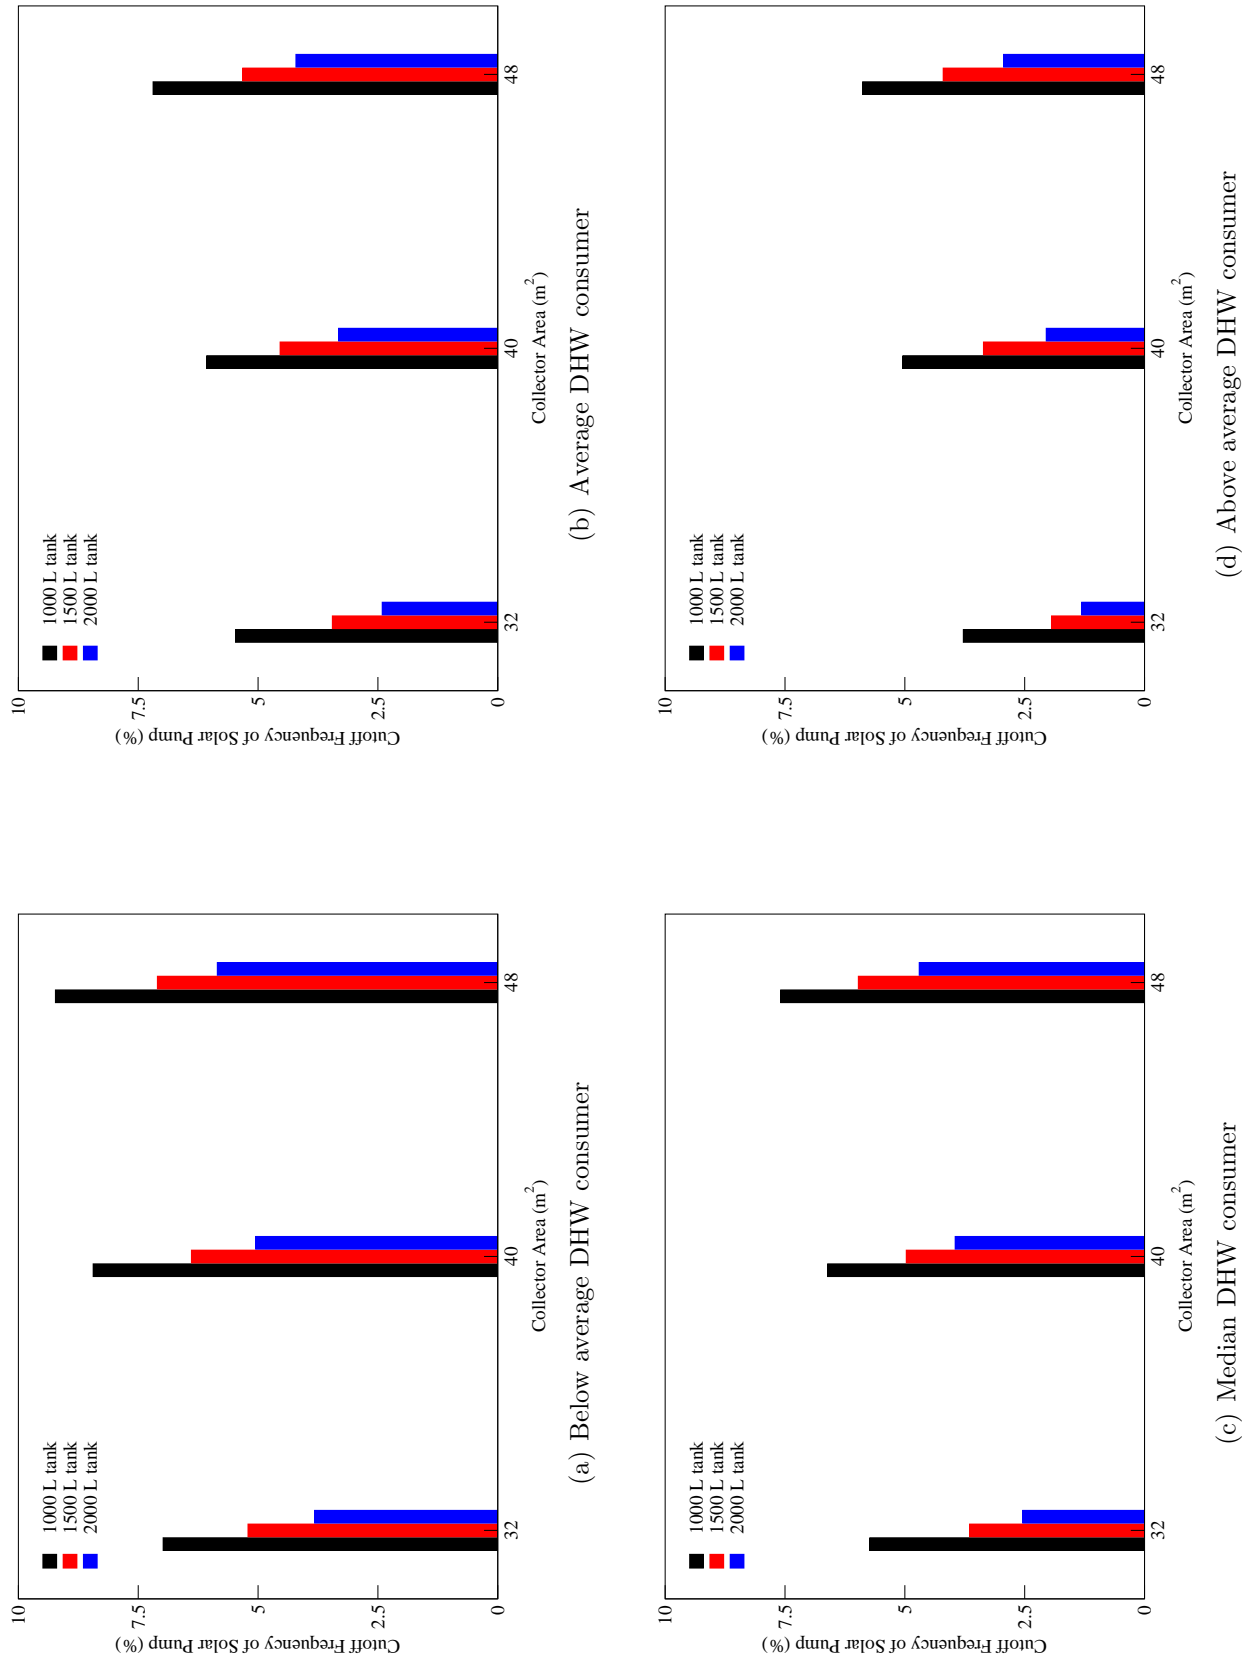 10
7.5
5
2.5
0
Cutoff Frequency of Solar Pump (%)
1000 L tank
1500 L tank
2000 L tank
32
40
48
Collector Area (m²)
(a) Below average DHW consumer
10
7.5
5
2.5
0
Cutoff Frequency of Solar Pump (%)
1000 L tank
1500 L tank
2000 L tank
32
40
48
Collector Area (m²)
(b) Average DHW consumer
10
7.5
5
2.5
0
Cutoff Frequency of Solar Pump (%)
1000 L tank
1500 L tank
2000 L tank
32
40
48
Collector Area (m²)
(c) Median DHW consumer
10
7.5
5
2.5
0
Cutoff Frequency of Solar Pump (%)
1000 L tank
1500 L tank
2000 L tank
32
40
48
Collector Area (m²)
(d) Above average DHW consumer